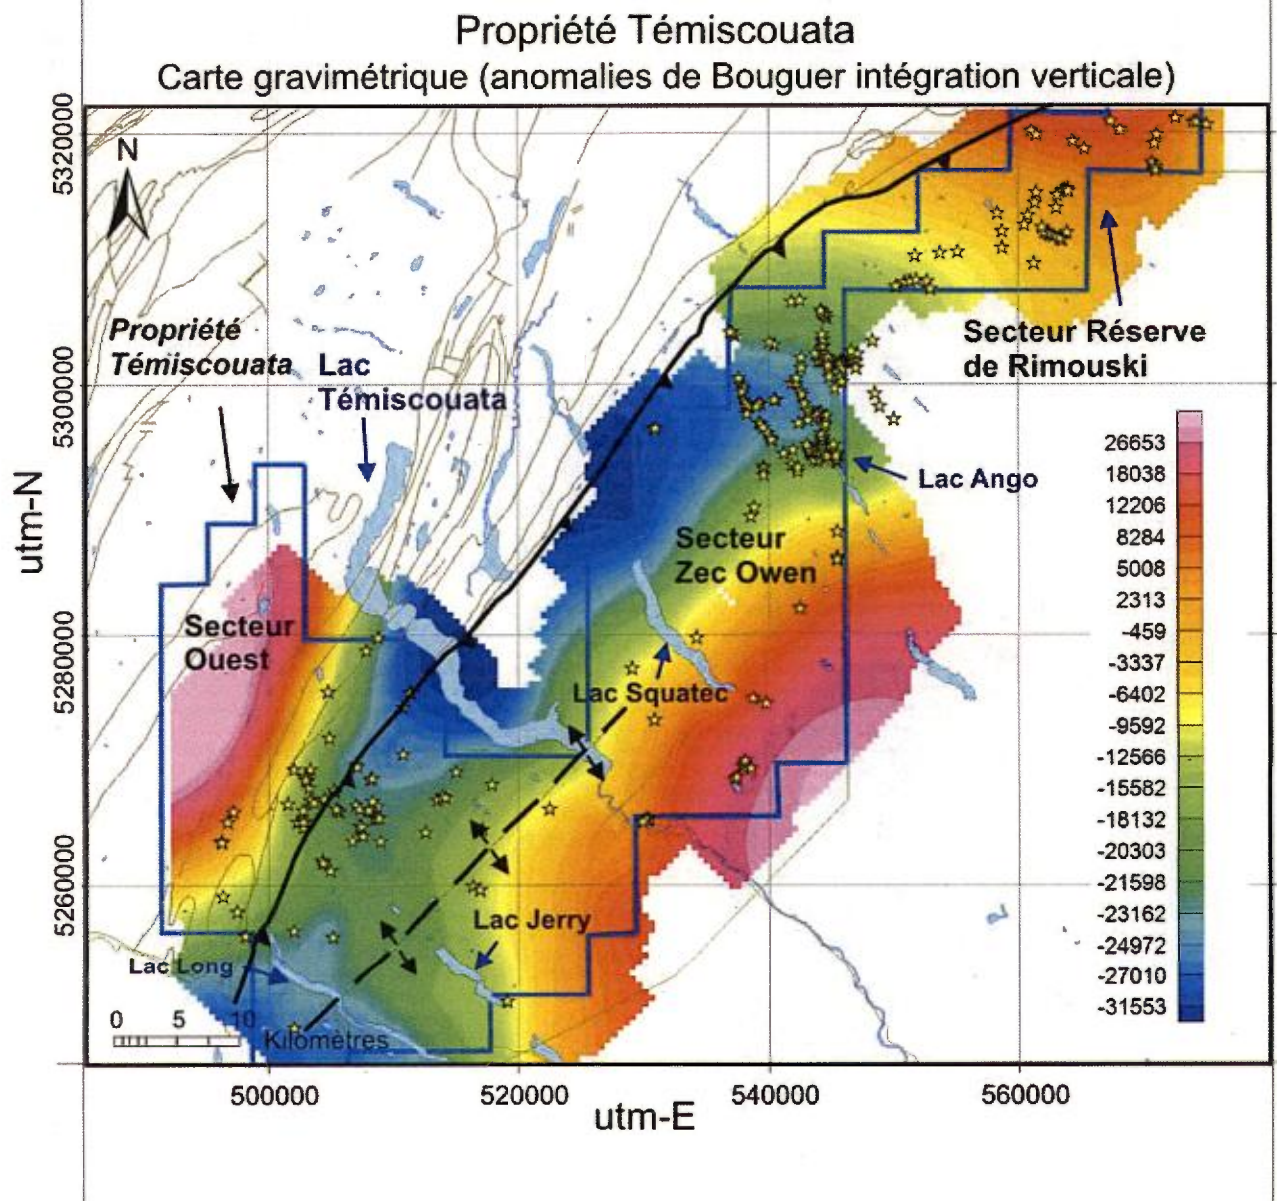 Propriété Témiscouata
Carte gravimétrique (anomalies de Bouguer intégration verticale)
N
Propriété
Témiscouata
Lac
Témiscouata
Secteur Réserve
de Rimouski
Lac Ango
Secteur
Zec Owen
Secteur
Ouest
Lac Squatec
Lac Jerry
Lac Long
0 5 10
Kilomètres
26653
18038
12206
8284
5008
2313
-459
-3337
-6402
-9592
-12566
-15582
-18132
-20303
-21598
-23162
-24972
-27010
-31553
5320000
5300000
5280000
5260000
utm-N
500000 520000 540000 560000
utm-E